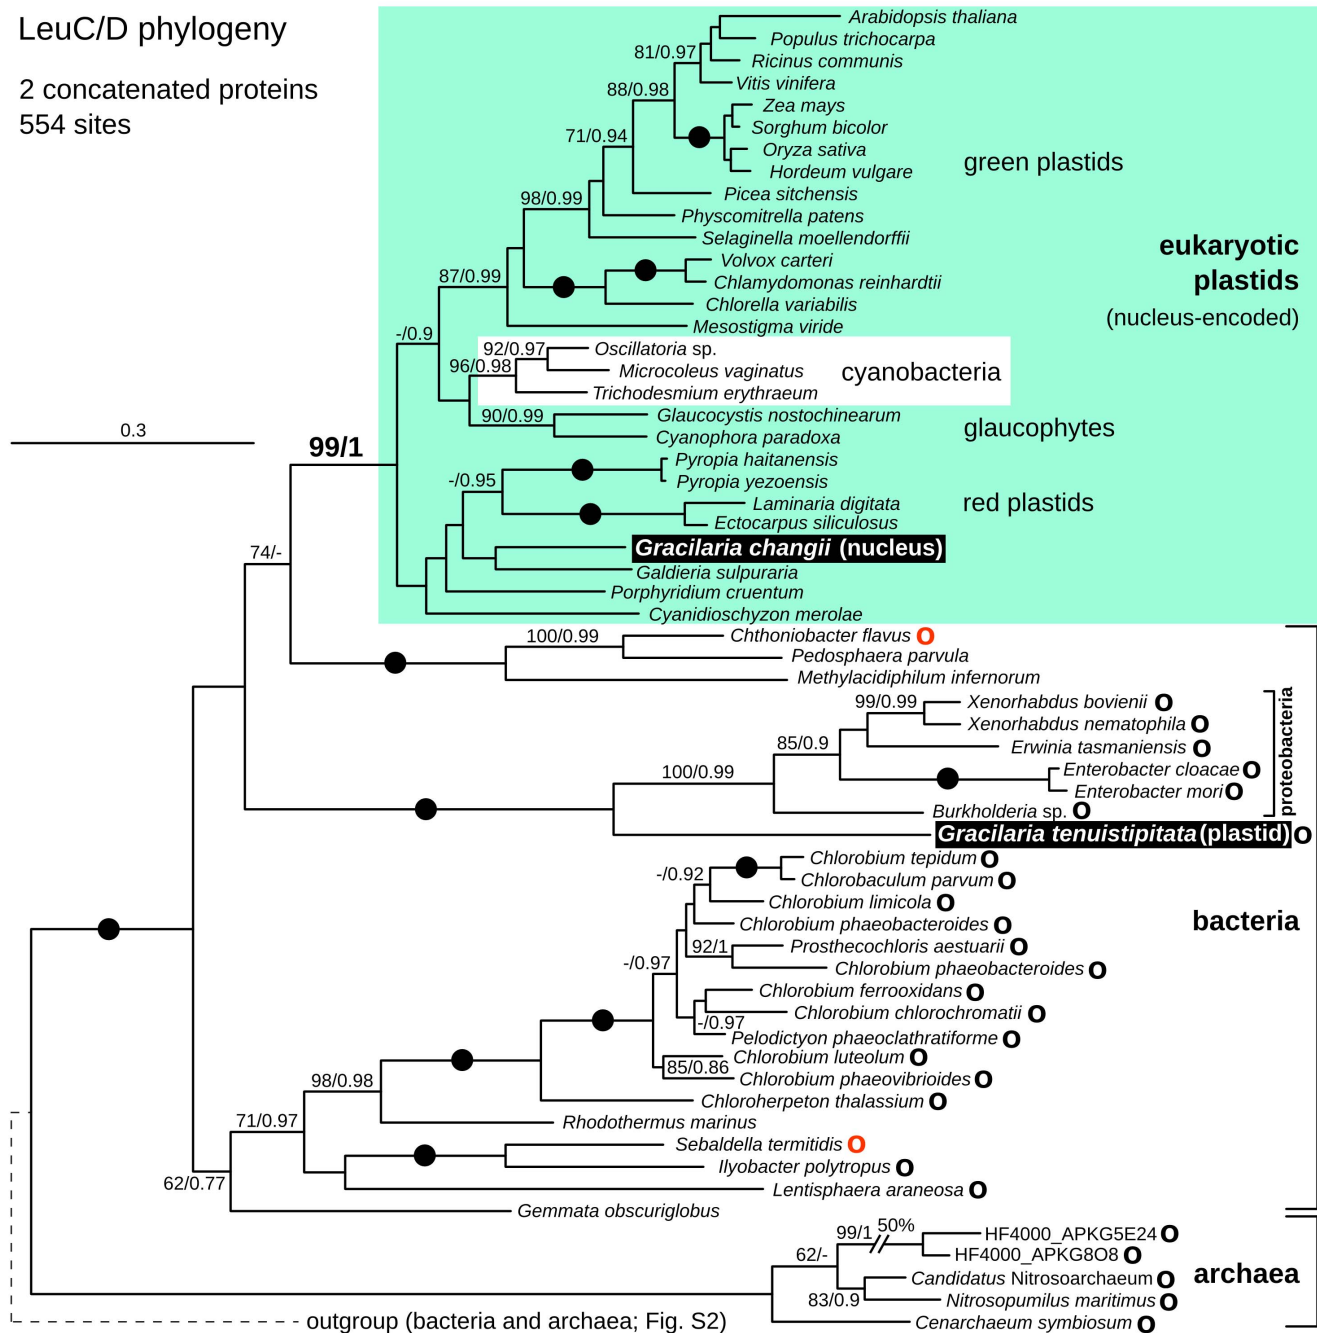 LeuC/D phylogeny
2 concatenated proteins
554 sites
Arabidopsis thaliana
Populus trichocarpa
81/0.97
Ricinus communis
Vitis vinifera
88/0.98
Zea mays
Sorghum bicolor
71/0.94
Oryza sativa
green plastids
Hordeum vulgare
Picea sitchensis
98/0.99
Physcomitrella patens
Selaginella moellendorffii
eukaryotic
plastids
(nucleus-encoded)
Volvox carteri
87/0.99
Chlamydomonas reinhardtii
Chlorella variabilis
Mesostigma viride
-/0.9
92/0.97
Oscillatoria sp.
96/0.98
Microcoleus vaginatus
cyanobacteria
Trichodesmium erythraeum
90/0.99
Glaucocystis nostochinearum
glaucophytes
0.3
Cyanophora paradoxa
99/1
Pyropia haitanensis
-/0.95
Pyropia yezoensis
Laminaria digitata
red plastids
Ectocarpus siliculosus
Gracilaria changii (nucleus)
74/-
Galdieria sulpuraria
Porphyridium cruentum
Cyanidioschyzon merolae
100/0.99
Chthoniobacter flavus O
Pedosphaera parvula
Methylacidiphilum infernorum
99/0.99
Xenorhabdus bovienii O
Xenorhabdus nematophila O
85/0.9
Erwinia tasmaniensis O
proteobacteria
100/0.99
Enterobacter cloacae O
Enterobacter mori O
Burkholderia sp. O
Gracilaria tenuistipitata (plastid) O
Chlorobium tepidum O
-/0.92
Chlorobaculum parvum O
Chlorobium limicola O
Chlorobium phaeobacteroides O
bacteria
92/1
Prosthecochloris aestuarii O
-/0.97
Chlorobium phaeobacteroides O
Chlorobium ferrooxidans O
Chlorobium chlorochromatii O
-/0.97
Pelodictyon phaeoclathratiforme O
Chlorobium luteolum O
85/0.86
Chlorobium phaeovibrioides O
98/0.98
Chloroherpeton thalassium O
71/0.97
Rhodothermus marinus
Sebaldella termitidis O
Ilyobacter polytropus O
62/0.77
Lentisphaera araneosa O
Gemmata obscuriglobus
99/1
50%
HF4000_APKG5E24 O
62/-
HF4000_APKG8O8 O
archaea
Candidatus Nitrosoarchaeum O
83/0.9
Nitrosopumilus maritimus O
Cenarchaeum symbiosum O
outgroup (bacteria and archaea; Fig. S2)